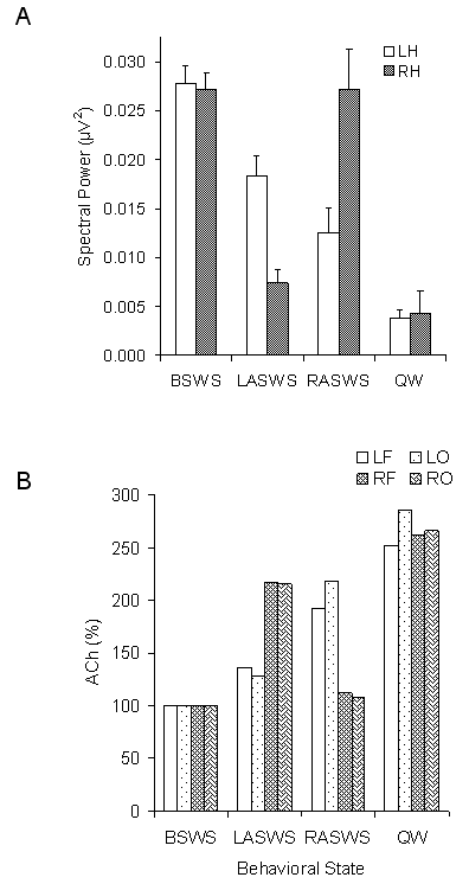 A
LH
RH
Spectral Power (µV²)
0.030
0.025
0.020
0.015
0.010
0.005
0.000
BSWS LASWS RASWS QW
B
LF LO
RF RO
ACh (%)
300
250
200
150
100
50
0
BSWS LASWS RASWS QW
Behavioral State